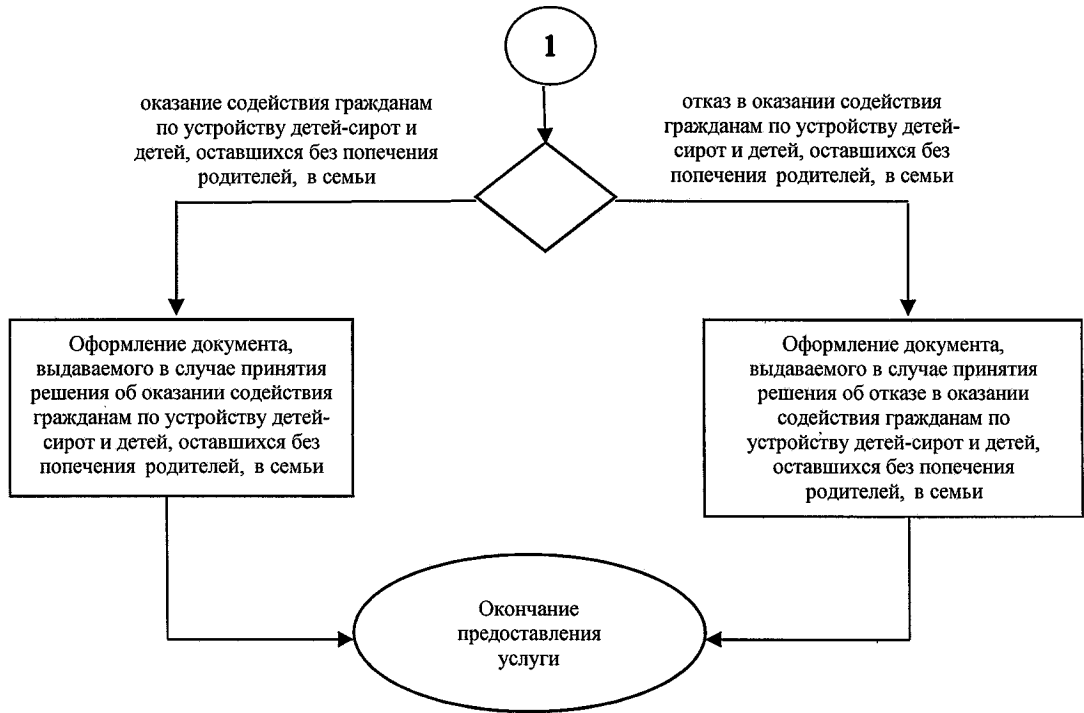 1
оказание содействия гражданам
по устройству детей-сирот и
детей, оставшихся без попечения
родителей, в семьи
отказ в оказании содействия
гражданам по устройству детей-
сирот и детей, оставшихся без
попечения родителей, в семьи
Оформление документа,
выдаваемого в случае принятия
решения об оказании содействия
гражданам по устройству детей-
сирот и детей, оставшихся без
попечения родителей, в семьи
Оформление документа,
выдаваемого в случае принятия
решения об отказе в оказании
содействия гражданам по
устройству детей-сирот и детей,
оставшихся без попечения
родителей, в семьи
Окончание
предоставления
услуги